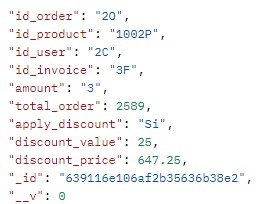 "id_order": "2O",
"id_product": "1002P",
"id_user": "2C",
"id_invoice": "3F",
"amount": "3",
"total_order": 2589,
"apply_discount": "Si",
"discount_value": 25,
"discount_price": 647.25,
"_id": "639116e106af2b35636b38e2",
"__v": 0